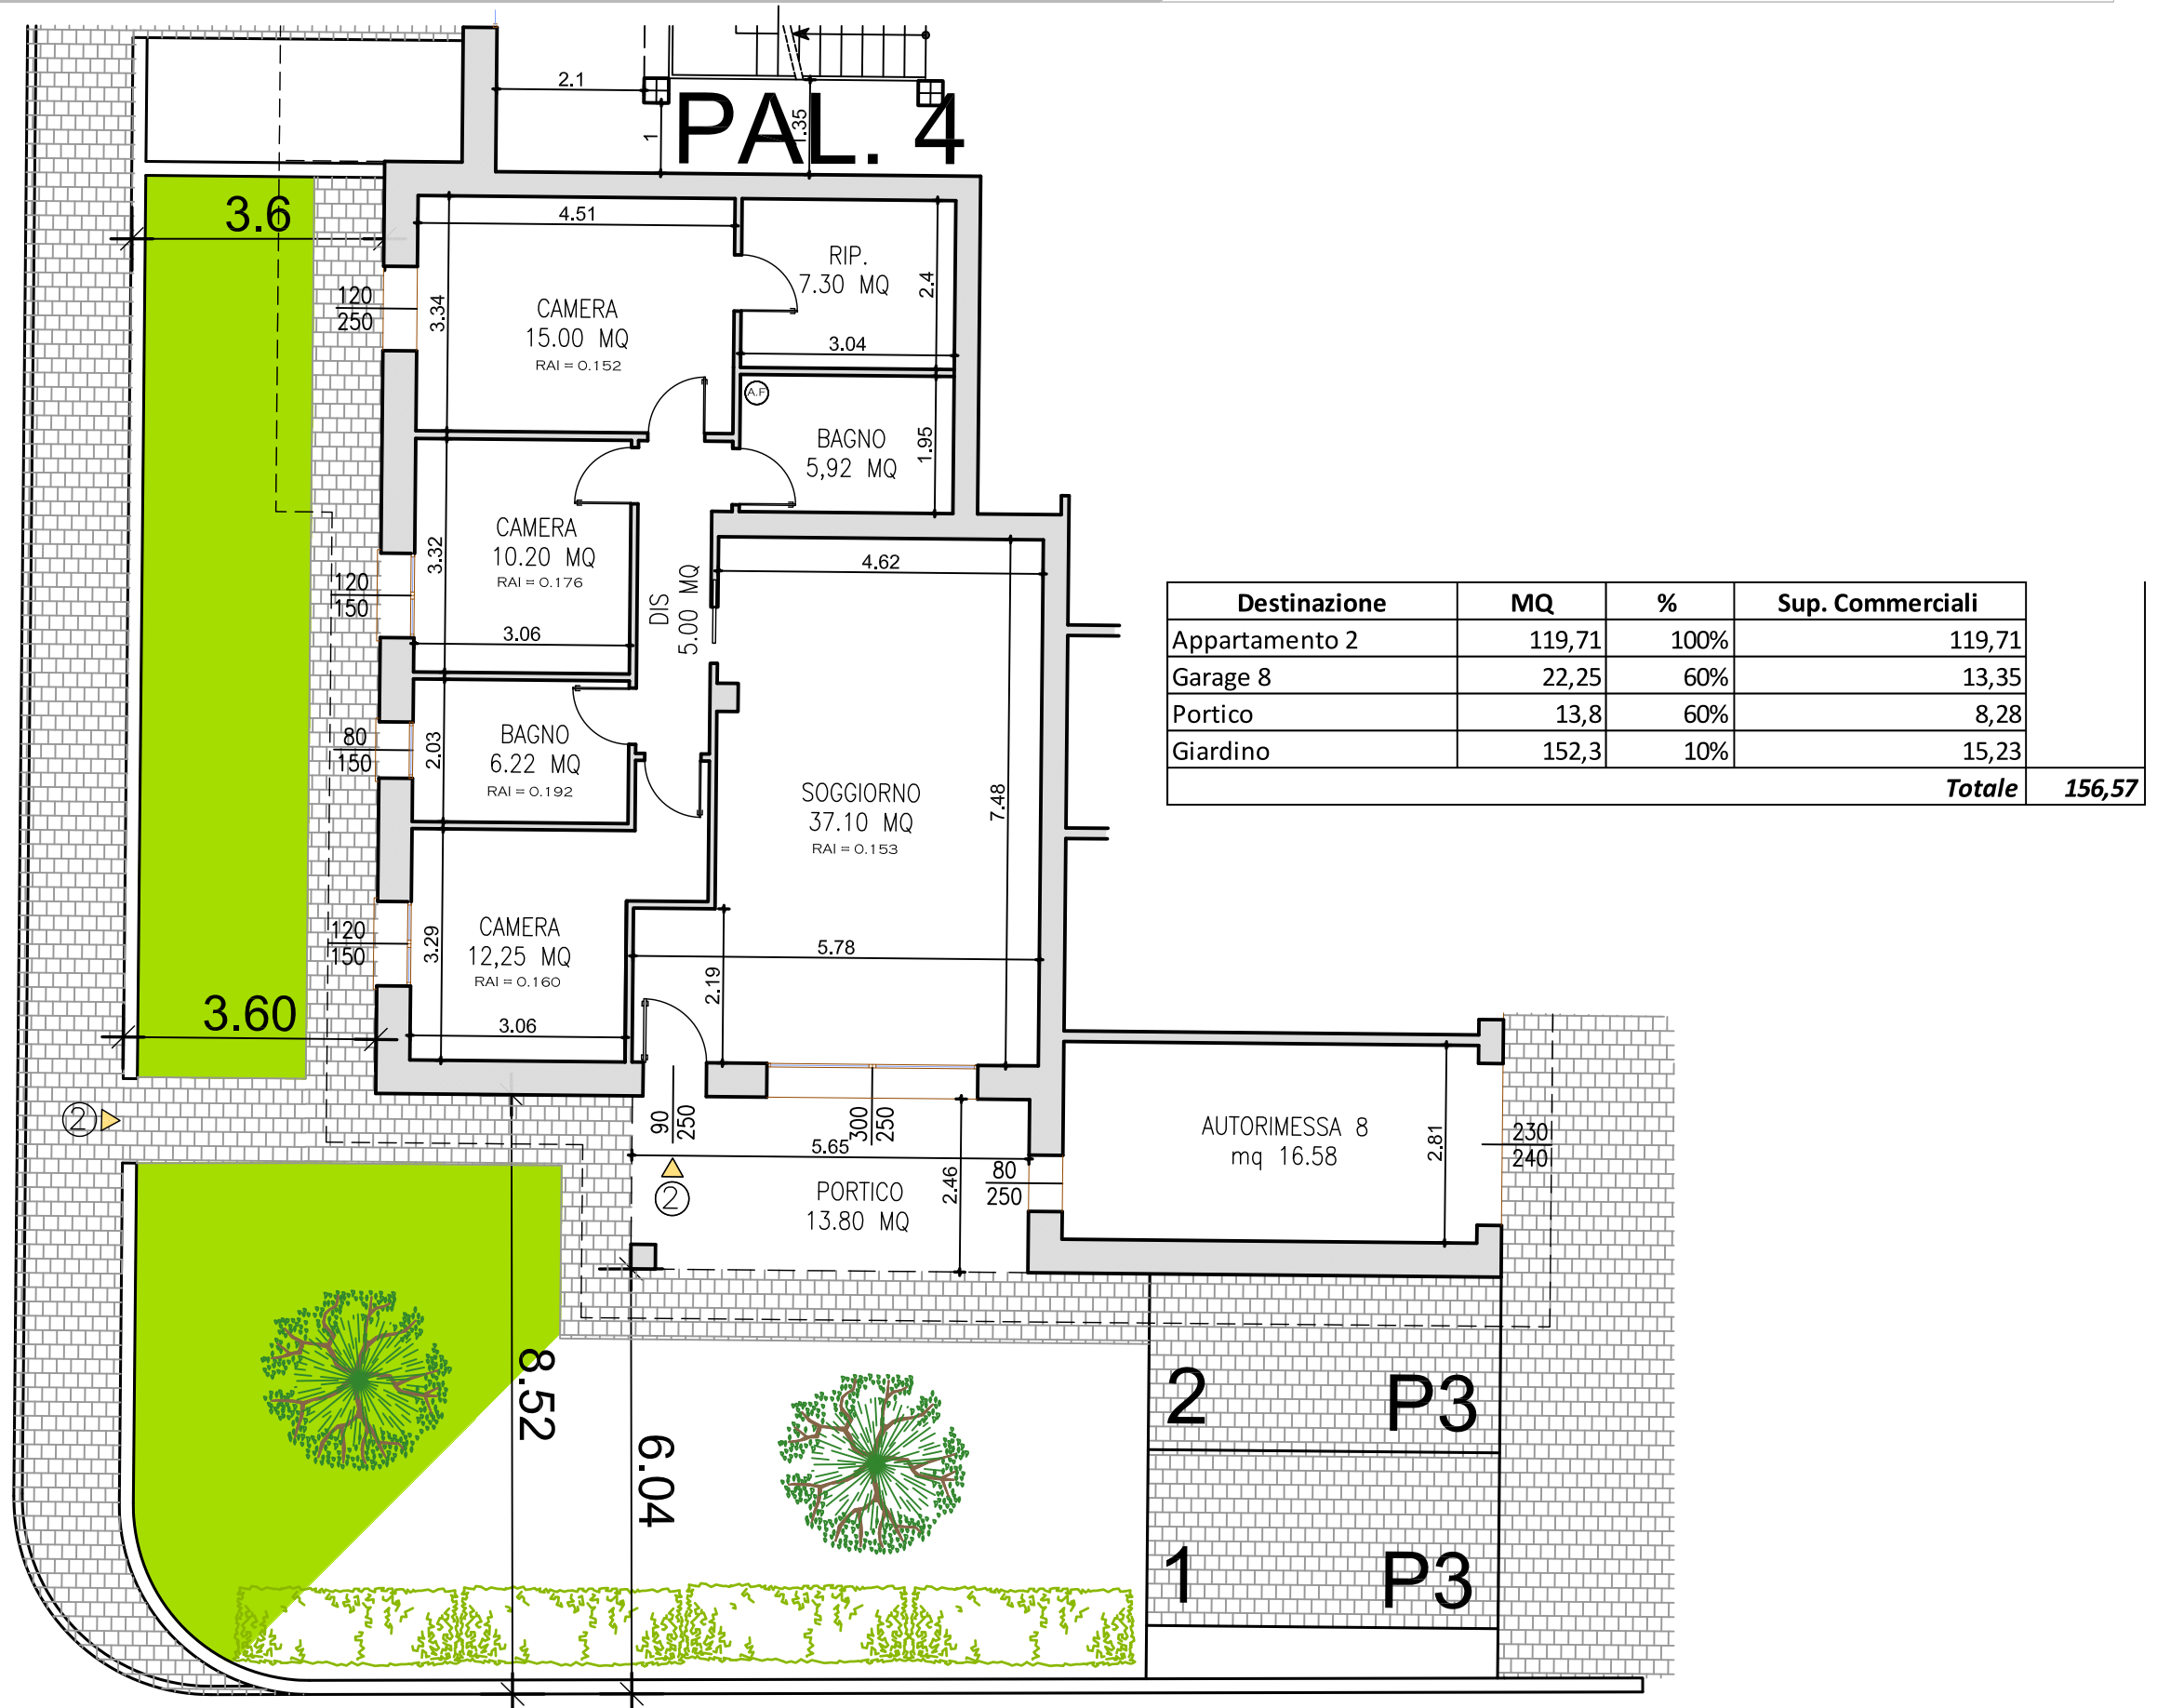 2.1
1
1.35
PAL. 4
3.6
4.51
RIP.
7.30 MQ
2.4
120
250
3.34
CAMERA
15.00 MQ
RAI = 0.152
3.04
A.F
BAGNO
5,92 MQ
1.95
CAMERA
10.20 MQ
RAI = 0.176
3.32
120
150
3.06
DIS
5.00 MQ
4.62
80
150
2.03
BAGNO
6.22 MQ
RAI = 0.192
SOGGIORNO
37.10 MQ
RAI = 0.153
7.48
120
150
3.29
CAMERA
12,25 MQ
RAI = 0.160
5.78
2.19
3.60
3.06
2
90
250
300
250
5.65
2
PORTICO
13.80 MQ
2.46
80
250
AUTORIMESSA 8
mq 16.58
2.81
230
240
8.52
6.04
2 P3
1 P3
Destinazione MQ % Sup. Commerciali
Appartamento 2 119,71 100% 119,71
Garage 8 22,25 60% 13,35
Portico 13,8 60% 8,28
Giardino 152,3 10% 15,23
Totale 156,57